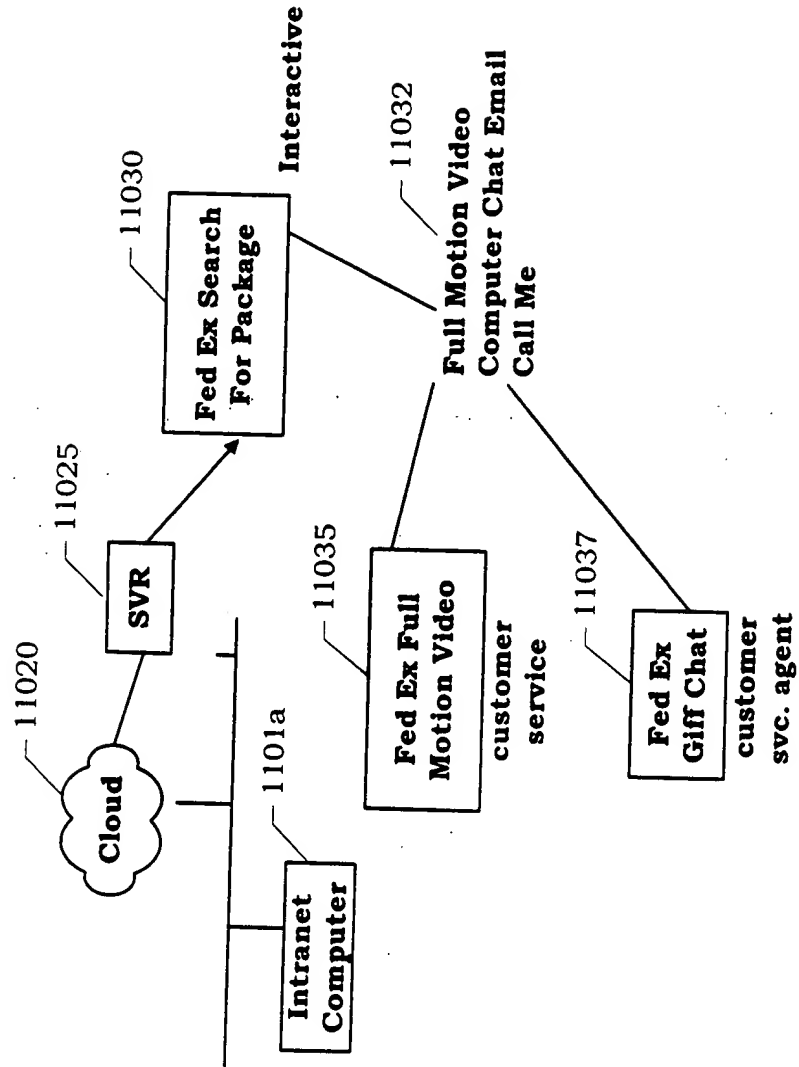 11020
Cloud
11025
SVR
1101a
Intranet
Computer
11030
Fed Ex Search
For Package
Interactive
11035
Fed Ex Full
Motion Video
customer
service
11032
Full Motion Video
Computer Chat Email
Call Me
11037
Fed Ex
Giff Chat
customer
svc. agent